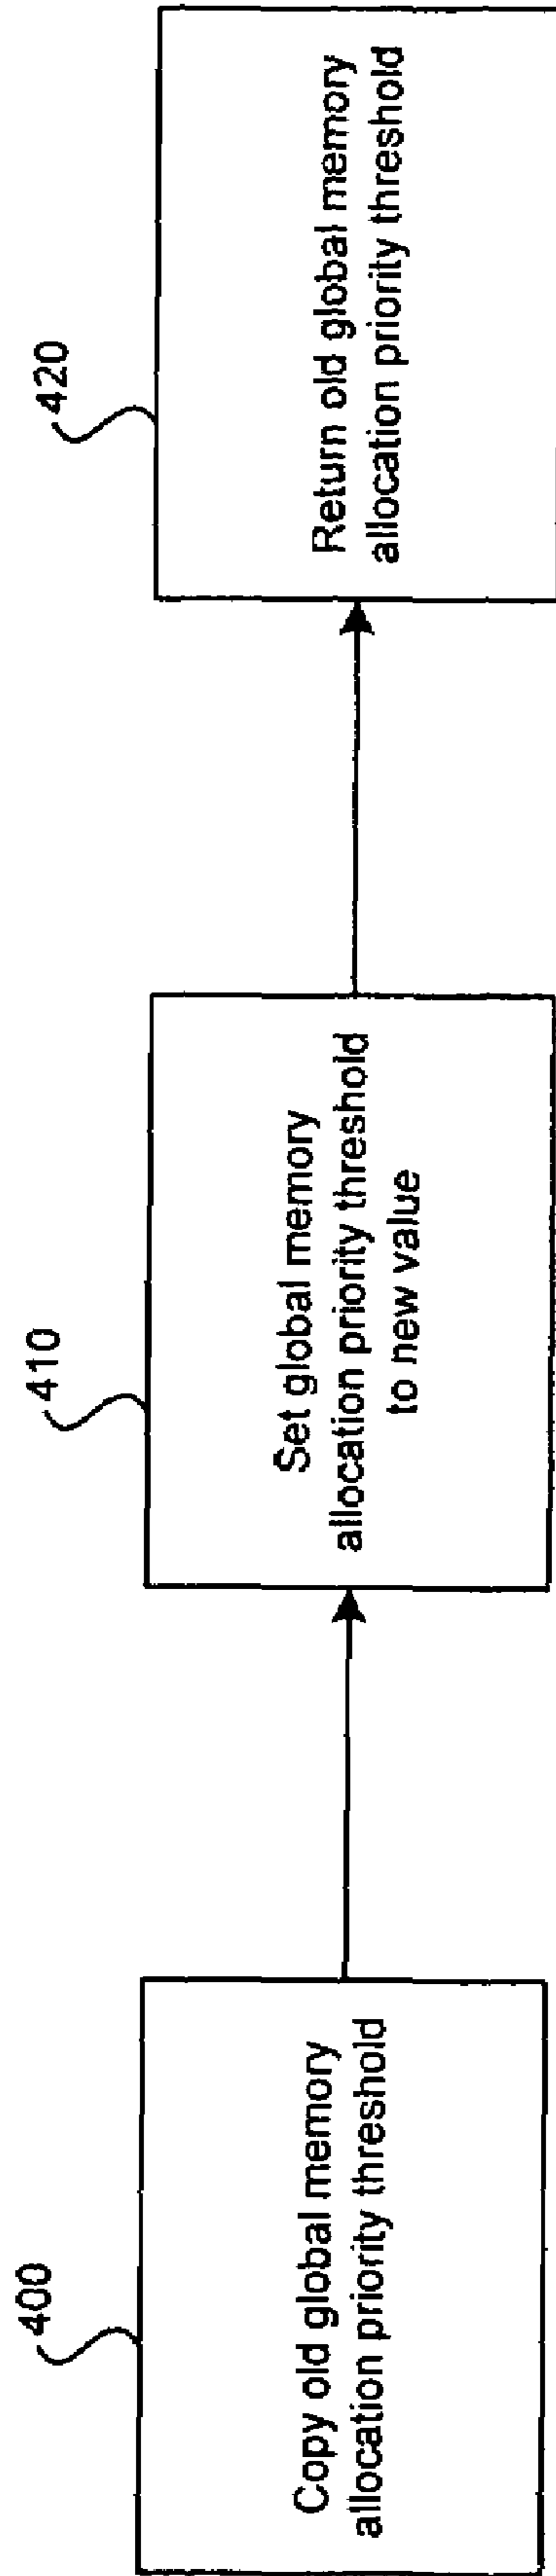 400
Copy old global memory
allocation priority threshold
410
Set global memory
allocation priority threshold
to new value
420
Return old global memory
allocation priority threshold